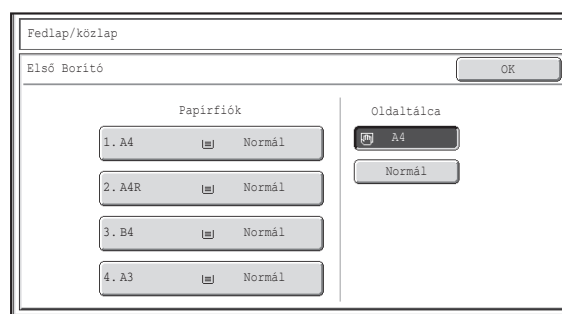 Fedlap/közlap
Első Borító
OK
Papírfiók
1. A4 Normál
2. A4R Normál
3. B4 Normál
4. A3 Normál
Oldaltálca
A4
Normál